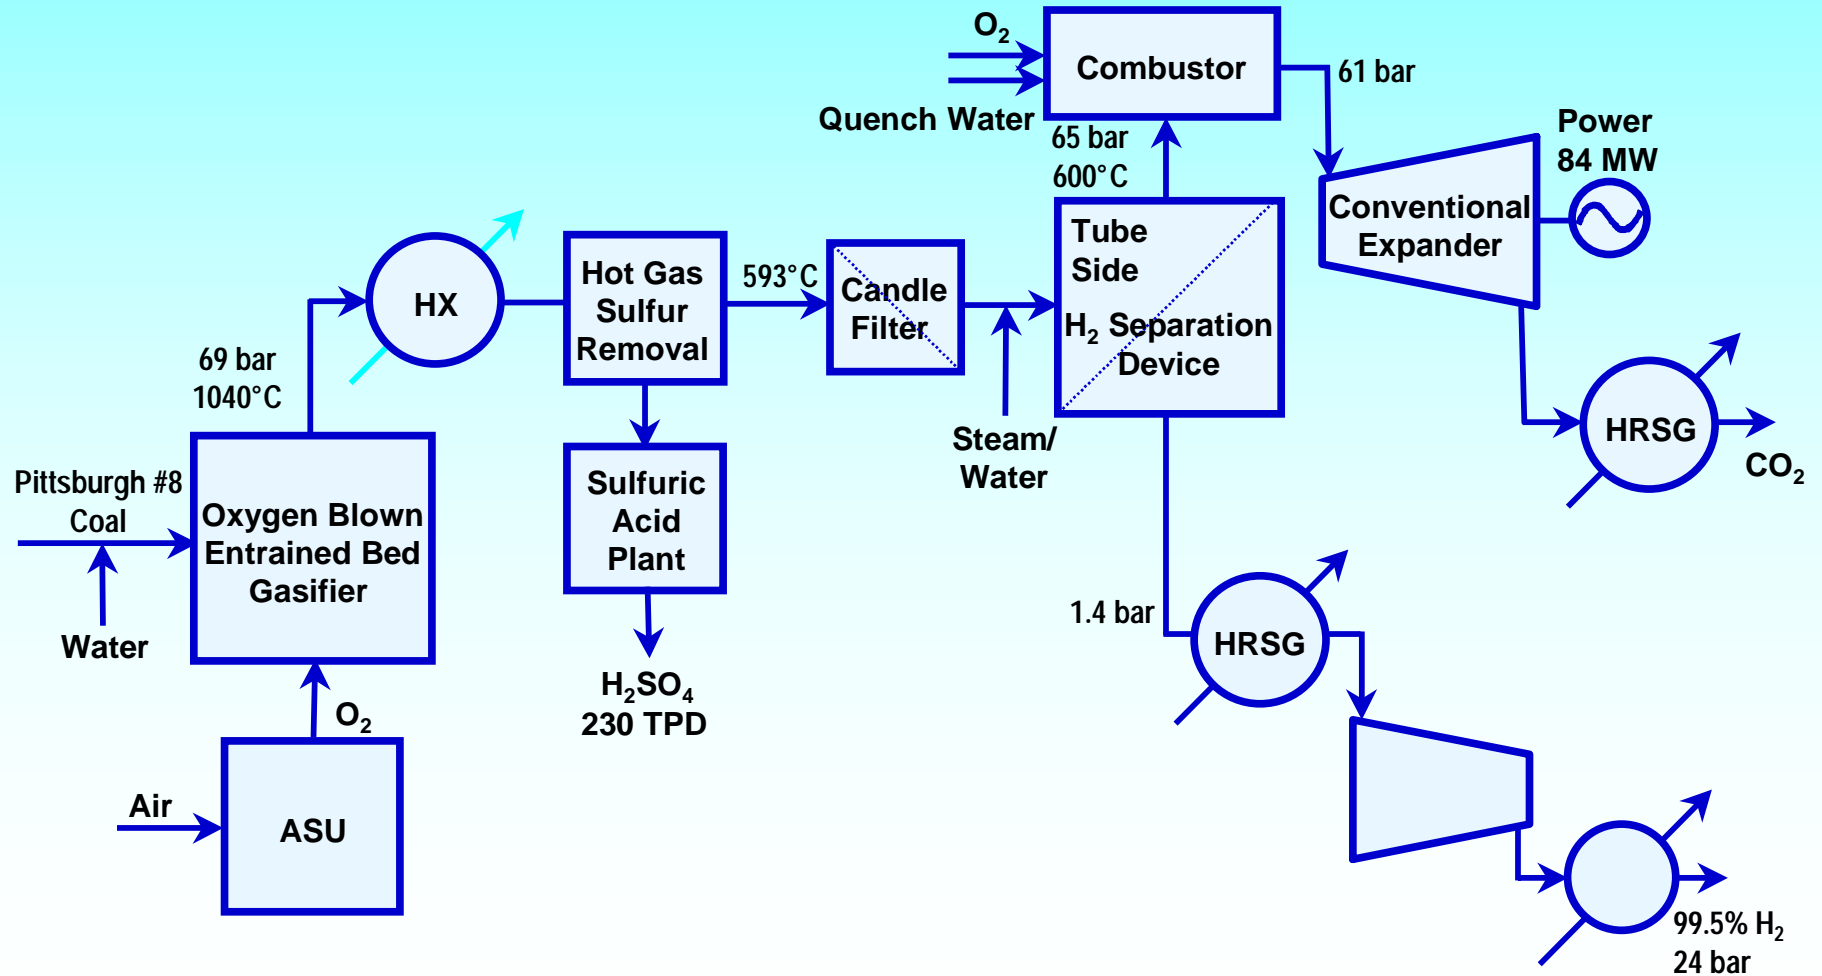 O₂
Quench Water
Combustor
61 bar
65 bar
600°C
Power
84 MW
Conventional
Expander
HRSG
CO₂
Tube
Side
H₂ Separation
Device
Steam/
Water
Candle
Filter
593°C
Hot Gas
Sulfur
Removal
HX
69 bar
1040°C
Pittsburgh #8
Coal
Water
Oxygen Blown
Entrained Bed
Gasifier
Sulfuric
Acid
Plant
H₂SO₄
230 TPD
O₂
Air
ASU
1.4 bar
HRSG
99.5% H₂
24 bar